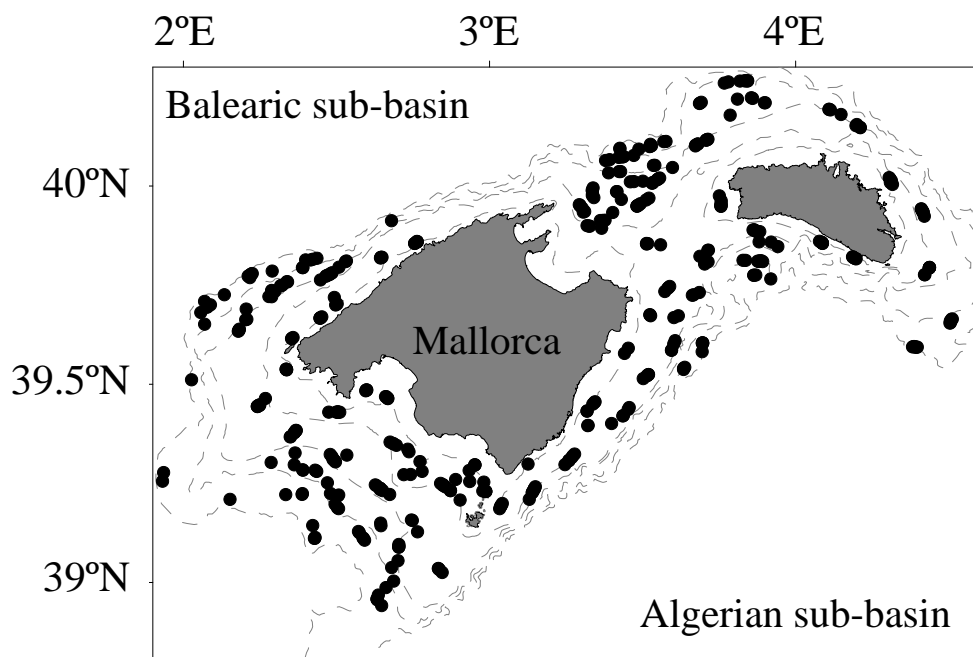 2ºE 3ºE 4ºE
Balearic sub-basin
40ºN
Mallorca
39.5ºN
39ºN
Algerian sub-basin